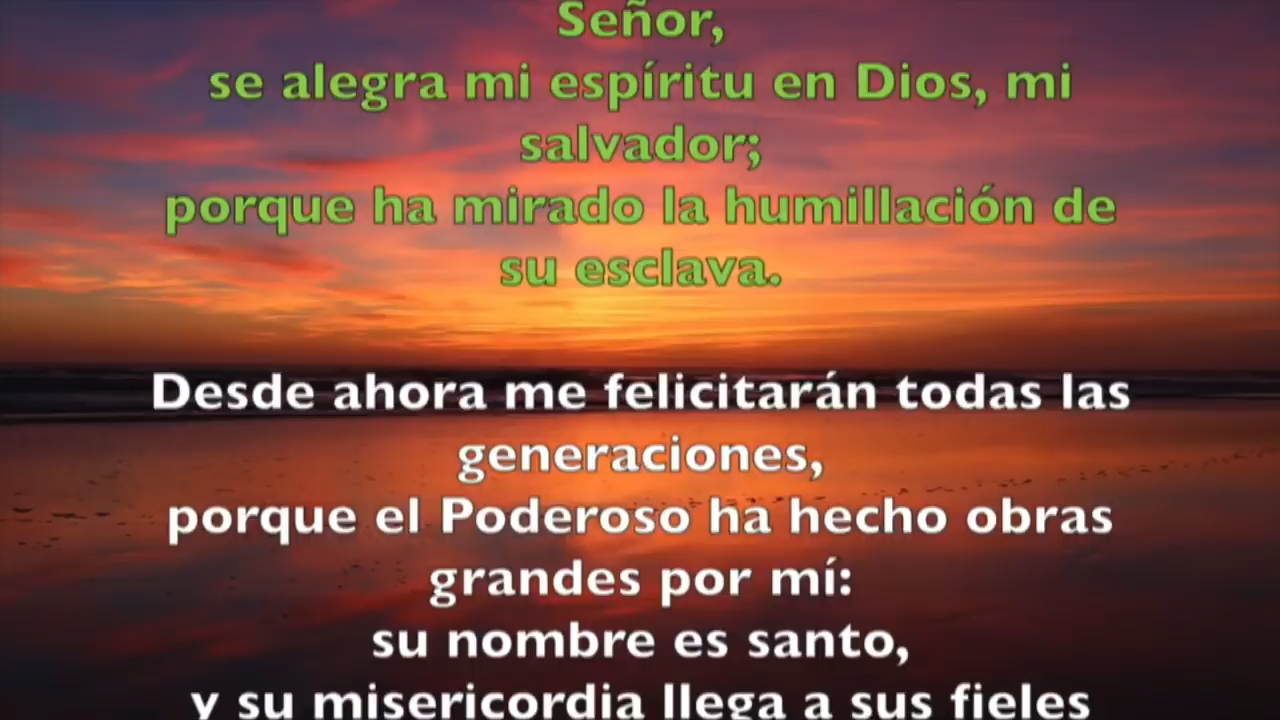 Señor,
se alegra mi espíritu en Dios, mi
salvador;
porque ha mirado la humillación de
su esclava.
Desde ahora me felicitarán todas las
generaciones,
porque el Poderoso ha hecho obras
grandes por mí:
su nombre es santo,
y su misericordia llega a sus fieles